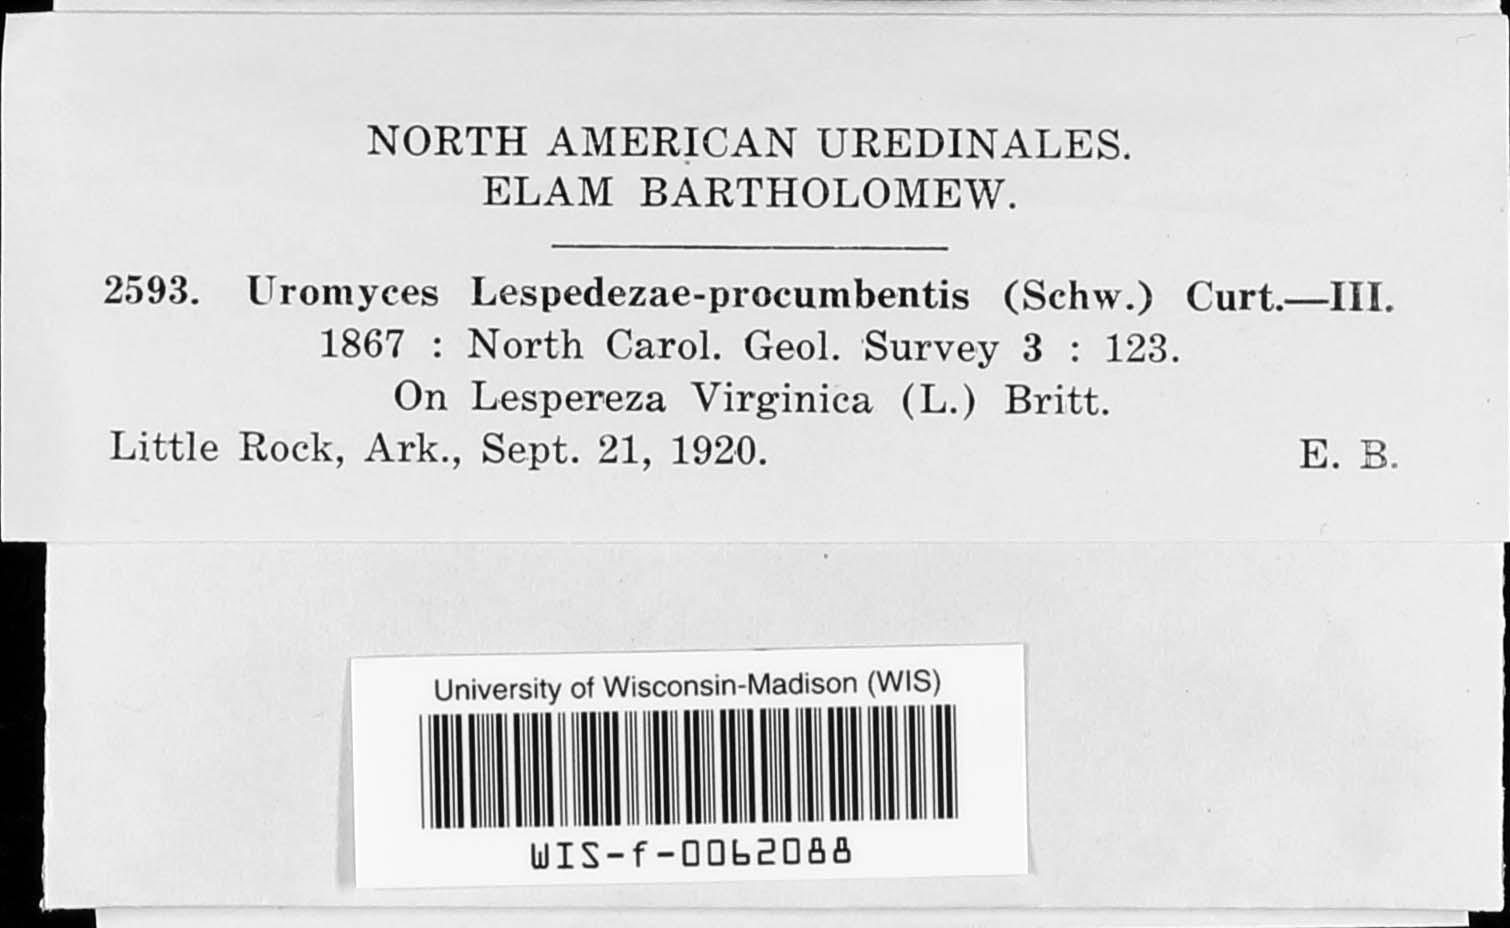 NORTH AMERICAN UREDINALES.
ELAM BARTHOLOMEW.
2593. Uromyces Lespedezae-procumbentis (Schw.) Curt.—III.
1867 : North Carol. Geol. Survey 3 : 123.
On Lespereza Virginica (L.) Britt.
Little Rock, Ark., Sept. 21, 1920. E. B.
University of Wisconsin-Madison (WIS)
WIS-f-0062088